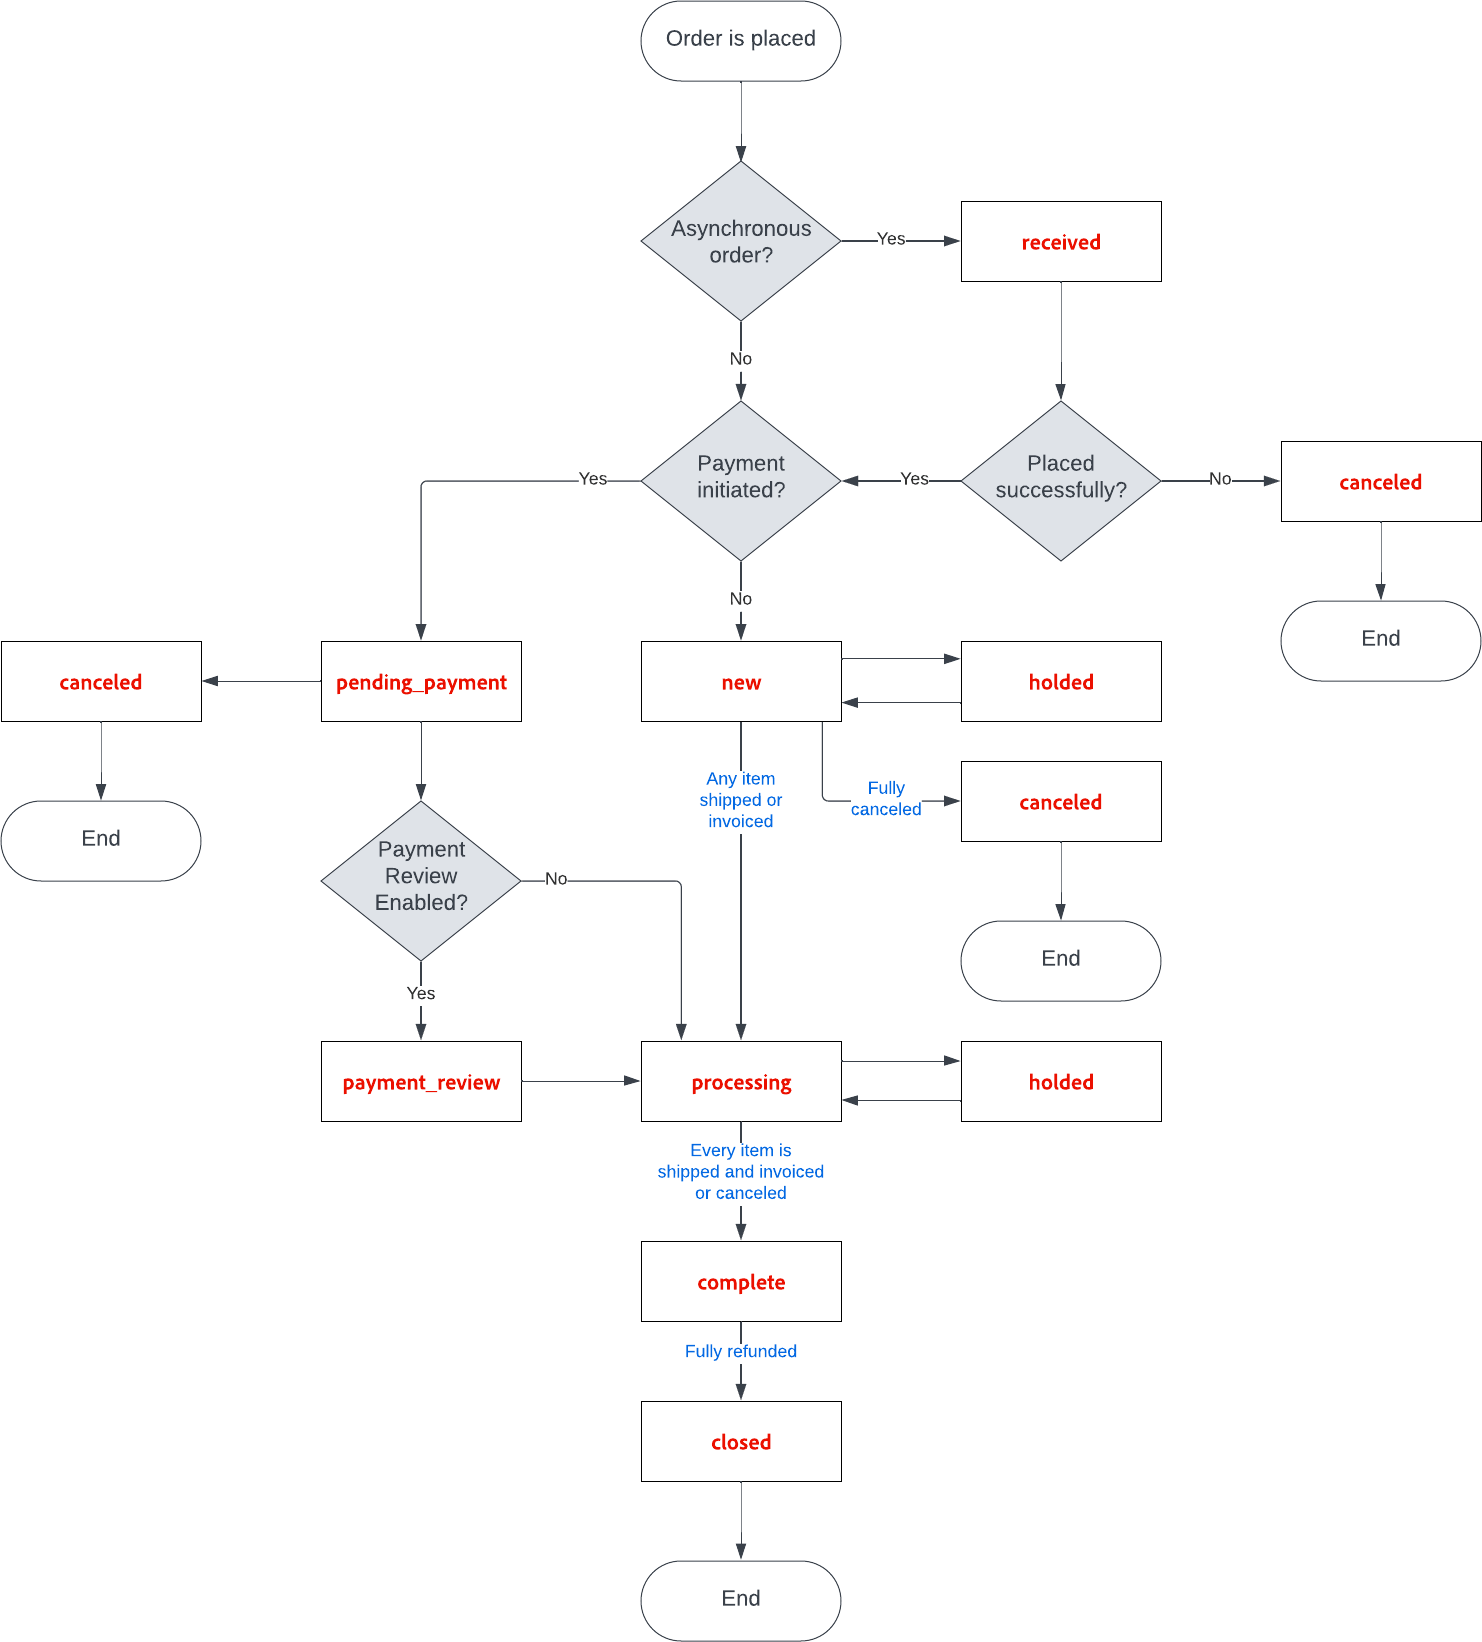 Order is placed
Asynchronous
order?
Yes
received
No
Payment
initiated?
Yes
Yes
Placed
successfully?
No
canceled
End
No
canceled
pending_payment
new
holded
End
Any item
shipped or
invoiced
Fully
canceled
canceled
End
Payment
Review
Enabled?
No
Yes
payment_review
processing
holded
Every item is
shipped and invoiced
or canceled
complete
Fully refunded
closed
End